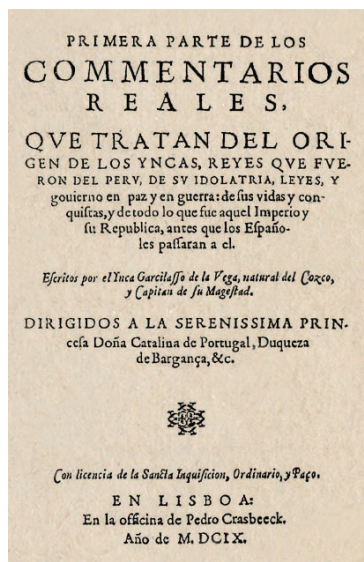 PRIMERA PARTE DE LOS
COMMENTARIOS
REALES,
QVE TRATAN DEL ORI-
GEN DE LOS YNCAS, REYES QVE FVE-
RON DEL PERV, DE SV IDOLATRIA, LEYES, Y
gouierno en paz y en guerra: de ſus vidas y con-
quiſtas, y de todo lo que fue aquel Imperio y
ſu Republica, antes que los Eſpaño-
les paſſaran a el.
Eſcritos por el Ynca Garcilaſſo de la Vega, natural del Cozco,
y Capitan de ſu Mageſtad.
DIRIGIDOS A LA SERENISSIMA PRIN-
ceſa Doña Catalina de Portugal, Duqueza
de Bargança, &c.
Con licencia de la Sancta Inquiſicion, Ordinario, y Paço.
EN LISBOA:
En la officina de Pedro Crasbeeck.
Año de M. DCIX.